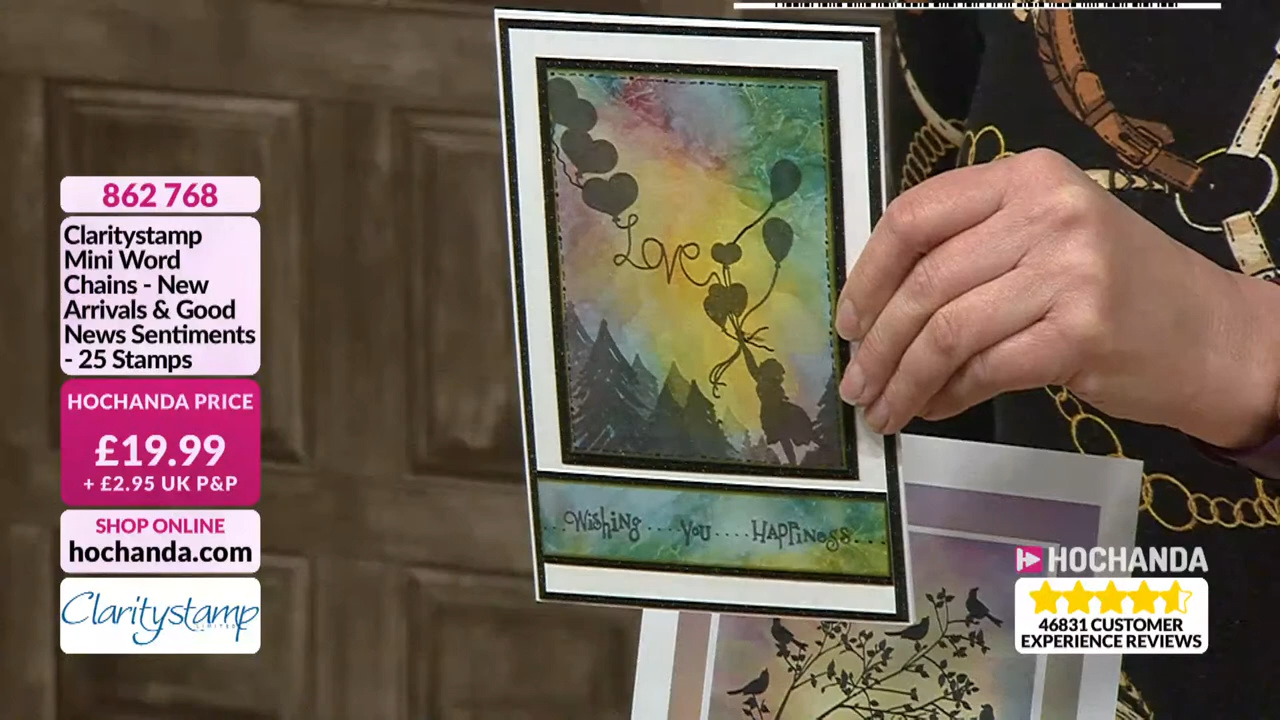 862 768
Claritystamp
Mini Word
Chains - New
Arrivals & Good
News Sentiments
- 25 Stamps
HOCHANDA PRICE
£19.99
+ £2.95 UK P&P
SHOP ONLINE
hochanda.com
Claritystamp
LIMITED
Love
...Wishing....you....Happiness...
HOCHANDA
46831 CUSTOMER
EXPERIENCE REVIEWS